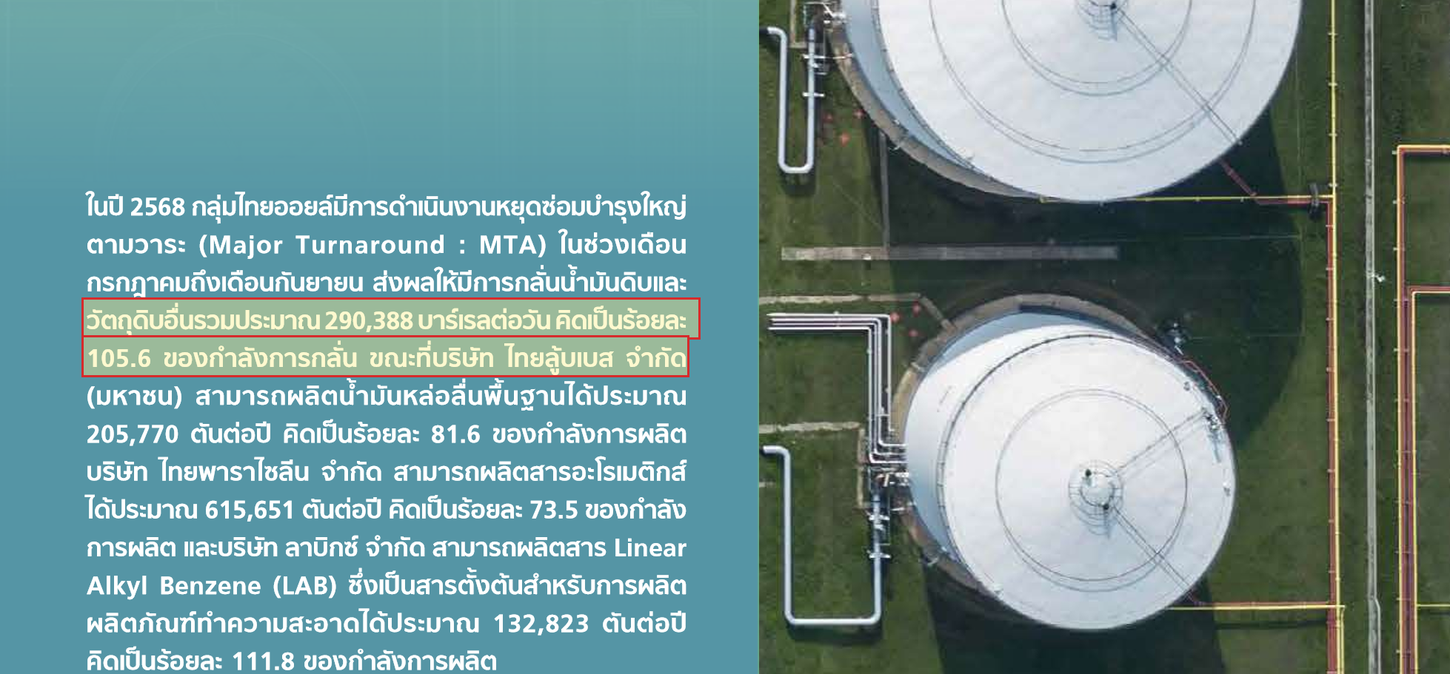 ในปี 2568 กลุ่มไทยออยล์มีการดำเนินงานหยุดซ่อมบำรุงใหญ่
ตามวาระ (Major Turnaround : MTA) ในช่วงเดือน
กรกฎาคมถึงเดือนกันยายน ส่งผลให้มีการกลั่นน้ำมันดิบและ
วัตถุดิบอื่นรวมประมาณ 290,388 บาร์เรลต่อวัน คิดเป็นร้อยละ
105.6 ของกำลังการกลั่น ขณะที่บริษัท ไทยลู้บเบส จำกัด
(มหาชน) สามารถผลิตน้ำมันหล่อลื่นพื้นฐานได้ประมาณ
205,770 ตันต่อปี คิดเป็นร้อยละ 81.6 ของกำลังการผลิต
บริษัท ไทยพาราไซลีน จำกัด สามารถผลิตสารอะโรเมติกส์
ได้ประมาณ 615,651 ตันต่อปี คิดเป็นร้อยละ 73.5 ของกำลัง
การผลิต และบริษัท ลาบิกซ์ จำกัด สามารถผลิตสาร Linear
Alkyl Benzene (LAB) ซึ่งเป็นสารตั้งต้นสำหรับการผลิต
ผลิตภัณฑ์ทำความสะอาดได้ประมาณ 132,823 ตันต่อปี
คิดเป็นร้อยละ 111.8 ของกำลังการผลิต